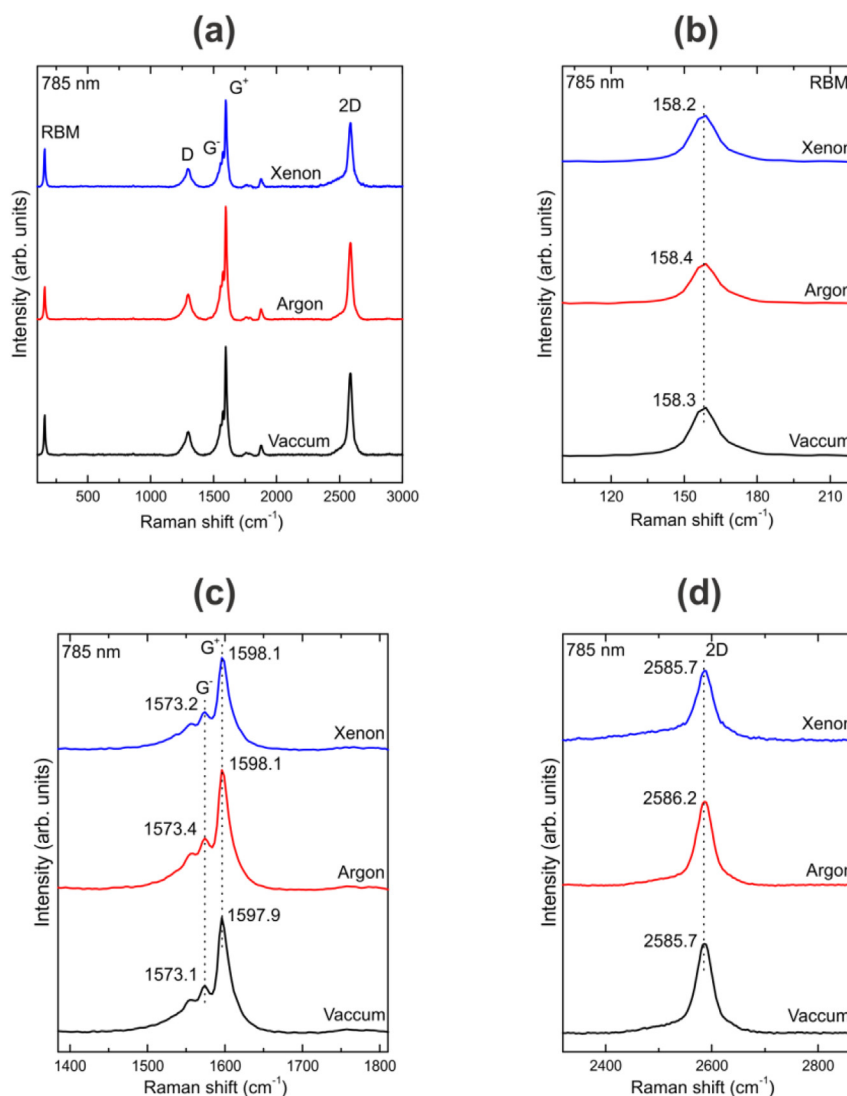 (a)
785 nm
G⁺
RBM
D
G⁻
2D
Xenon
Argon
Vaccum
Intensity (arb. units)
500 1000 1500 2000 2500 3000
Raman shift (cm⁻¹)
(b)
785 nm
RBM
158.2
Xenon
158.4
Argon
158.3
Vaccum
Intensity (arb. units)
120 150 180 210
Raman shift (cm⁻¹)
(c)
785 nm
G⁺
1598.1
G⁻
1573.2
Xenon
1598.1
1573.4
Argon
1597.9
1573.1
Vaccum
Intensity (arb. units)
1400 1500 1600 1700 1800
Raman shift (cm⁻¹)
(d)
785 nm
2D
2585.7
Xenon
2586.2
Argon
2585.7
Vaccum
Intensity (arb. units)
2400 2600 2800
Raman shift (cm⁻¹)